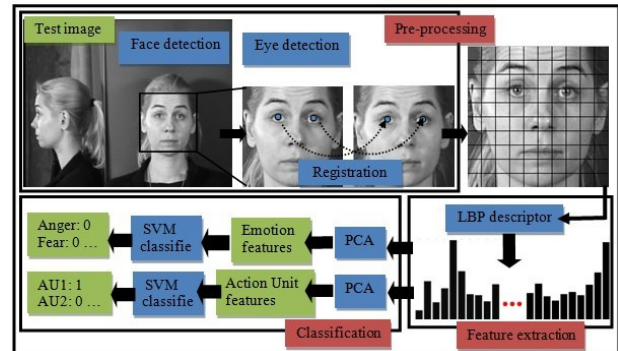 Test image
Face detection
Eye detection
Pre-processing
Registration
LBP descriptor
Feature extraction
PCA
Emotion
features
SVM
classifie
Anger: 0
Fear: 0 ...
PCA
Action Unit
features
SVM
classifie
AU1: 1
AU2: 0 ...
Classification